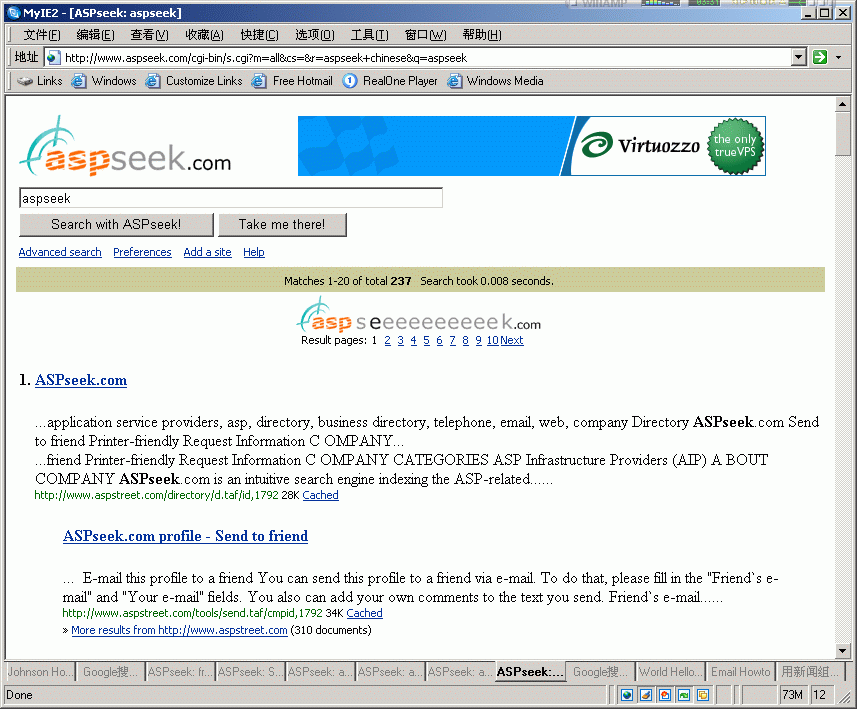 MyIE2 - [ASPseek: aspseek]
文件(F) 编辑(E) 查看(V) 收藏(A) 快捷(C) 选项(O) 工具(T) 窗口(W) 帮助(H)
地址 http://www.aspseek.com/cgi-bin/s.cgi?m=all&cs=&r=aspseek+chinese&q=aspseek
Links Windows Customize Links Free Hotmail RealOne Player Windows Media
aspseek.com
Virtuozzo
the only
trueVPS
aspseek
Search with ASPseek! Take me there!
Advanced search Preferences Add a site Help
Matches 1-20 of total 237 Search took 0.008 seconds.
asp seeeeeeeeeek.com
Result pages: 1 2 3 4 5 6 7 8 9 10 Next
1. ASPseek.com
...application service providers, asp, directory, business directory, telephone, email, web, company Directory ASPseek.com Send
to friend Printer-friendly Request Information C OMPANY...
...friend Printer-friendly Request Information C OMPANY CATEGORIES ASP Infrastructure Providers (AIP) A BOUT
COMPANY ASPseek.com is an intuitive search engine indexing the ASP-related......
http://www.aspstreet.com/directory/d.taf/id,1792 28K Cached
ASPseek.com profile - Send to friend
... E-mail this profile to a friend You can send this profile to a friend via e-mail. To do that, please fill in the "Friend`s e-
mail" and "Your e-mail" fields. You also can add your own comments to the text you send. Friend`s e-mail......
http://www.aspstreet.com/tools/send.taf/cmpid,1792 34K Cached
» More results from http://www.aspstreet.com (310 documents)
Johnson Ho... Google搜... ASPseek: fr... ASPseek: S... ASPseek: a... ASPseek: a... ASPseek: a... ASPseek:... Google搜... World Hello... Email Howto 用新闻组...
Done 73M 12